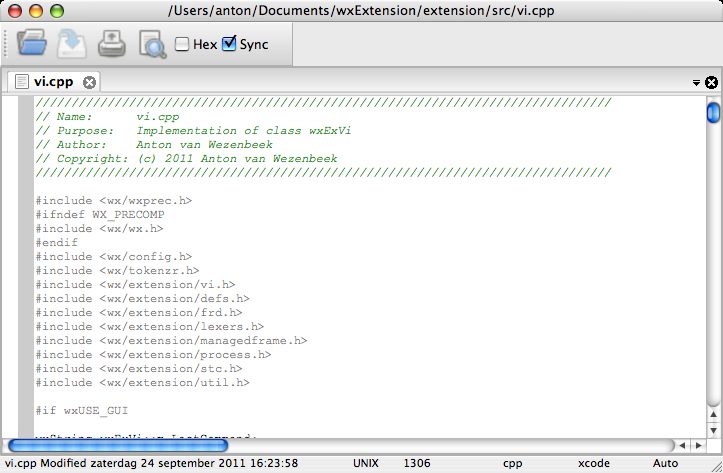 /Users/anton/Documents/wxExtension/extension/src/vi.cpp
Hex Sync
vi.cpp
////////////////////////////////////////////////////////////////////////////////
// Name:      vi.cpp
// Purpose:   Implementation of class wxExVi
// Author:    Anton van Wezenbeek
// Copyright: (c) 2011 Anton van Wezenbeek
////////////////////////////////////////////////////////////////////////////////
#include <wx/wxprec.h>
#ifndef WX_PRECOMP
#include <wx/wx.h>
#endif
#include <wx/config.h>
#include <wx/tokenzr.h>
#include <wx/extension/vi.h>
#include <wx/extension/defs.h>
#include <wx/extension/frd.h>
#include <wx/extension/lexers.h>
#include <wx/extension/managedframe.h>
#include <wx/extension/process.h>
#include <wx/extension/stc.h>
#include <wx/extension/util.h>
#if wxUSE_GUI
wxString wxExVi::m_LastCommand;
vi.cpp Modified zaterdag 24 september 2011 16:23:58 UNIX 1306 cpp xcode Auto